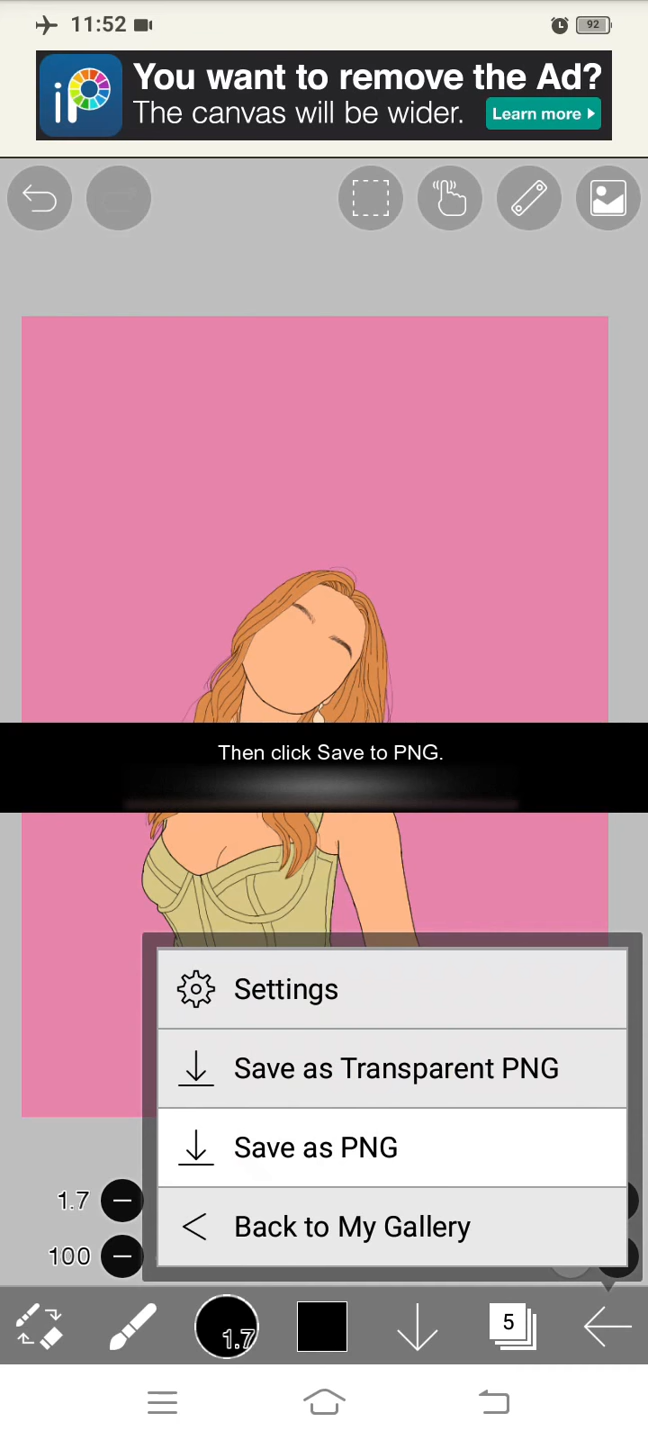 11:52
92
iP
You want to remove the Ad?
The canvas will be wider.
Learn more
Then click Save to PNG.
Settings
Save as Transparent PNG
Save as PNG
Back to My Gallery
1.7
100
1.7
5